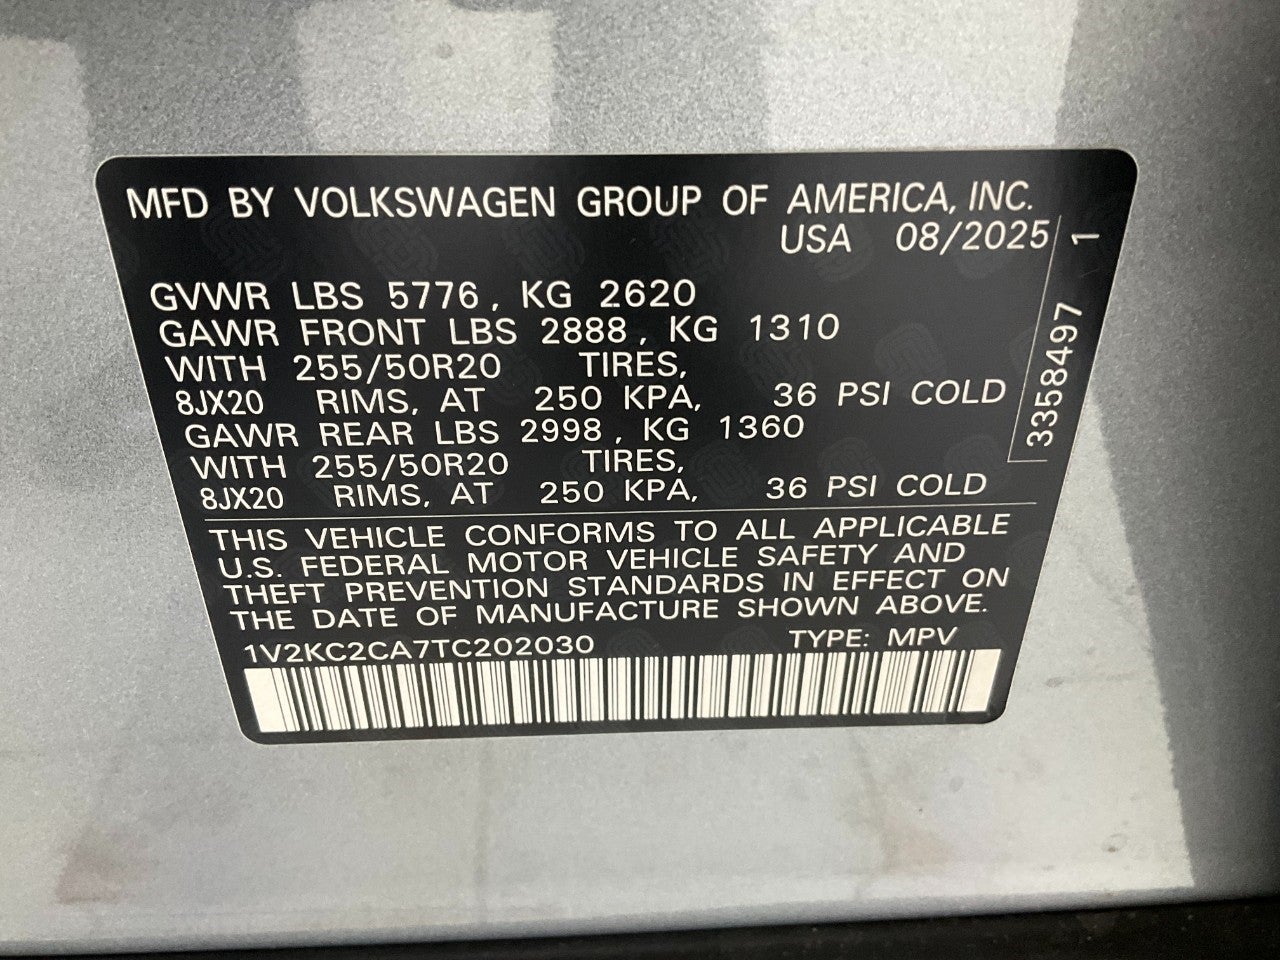 MFD BY VOLKSWAGEN GROUP OF AMERICA, INC.
USA 08/2025
GVWR LBS 5776, KG 2620
GAWR FRONT LBS 2888, KG 1310
WITH 255/50R20 TIRES,
8JX20 RIMS, AT 250 KPA, 36 PSI COLD
GAWR REAR LBS 2998, KG 1360
WITH 255/50R20 TIRES,
8JX20 RIMS, AT 250 KPA, 36 PSI COLD
THIS VEHICLE CONFORMS TO ALL APPLICABLE
U.S. FEDERAL MOTOR VEHICLE SAFETY AND
THEFT PREVENTION STANDARDS IN EFFECT ON
THE DATE OF MANUFACTURE SHOWN ABOVE.
1V2KC2CA7TC202030 TYPE: MPV
3358497 1